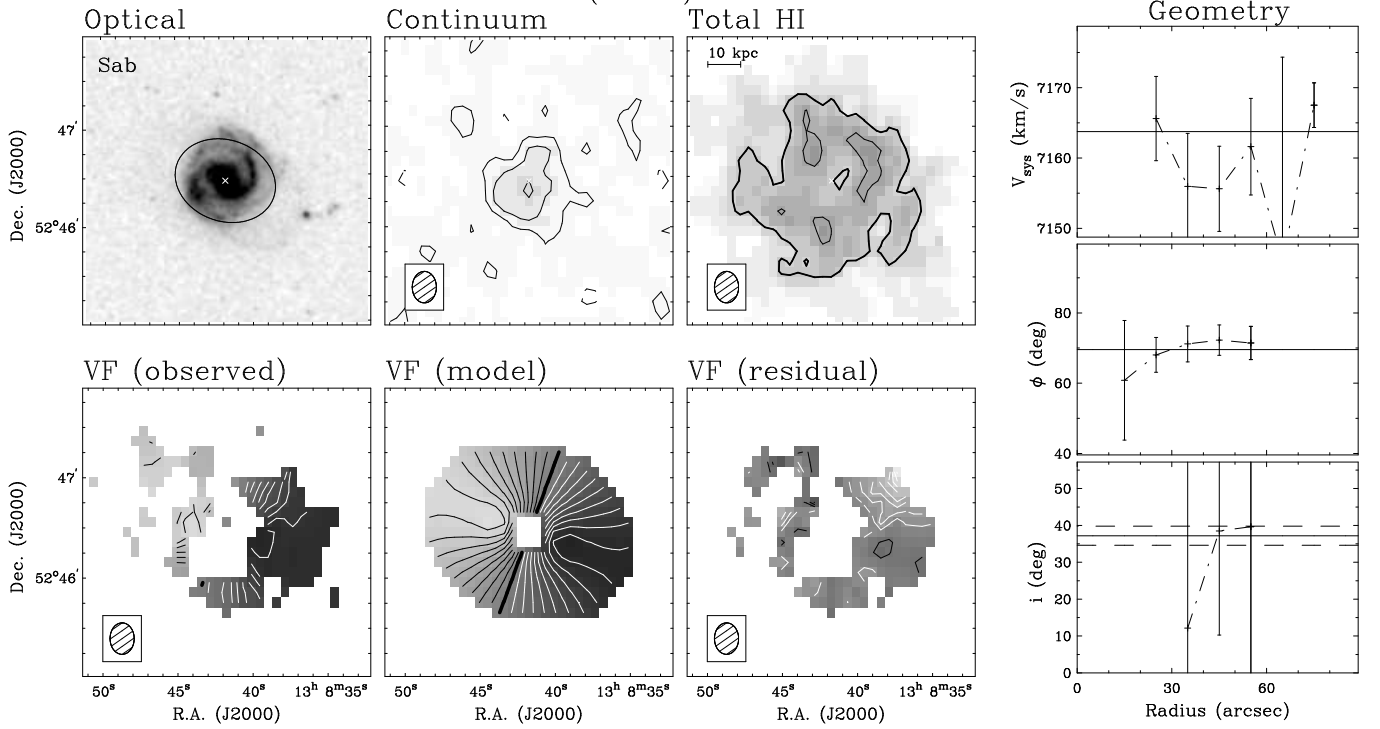 Optical
Continuum
Total HI
Geometry
Sab
10 kpc
47′
52°46′
Dec. (J2000)
7170
7160
7150
V_sys (km/s)
80
60
40
φ (deg)
VF (observed)
VF (model)
VF (residual)
47′
52°46′
Dec. (J2000)
50
40
30
20
10
0
i (deg)
50ˢ 45ˢ 40ˢ 13ʰ 8ᵐ35ˢ
50ˢ 45ˢ 40ˢ 13ʰ 8ᵐ35ˢ
50ˢ 45ˢ 40ˢ 13ʰ 8ᵐ35ˢ
0 30 60
R.A. (J2000)
R.A. (J2000)
R.A. (J2000)
Radius (arcsec)